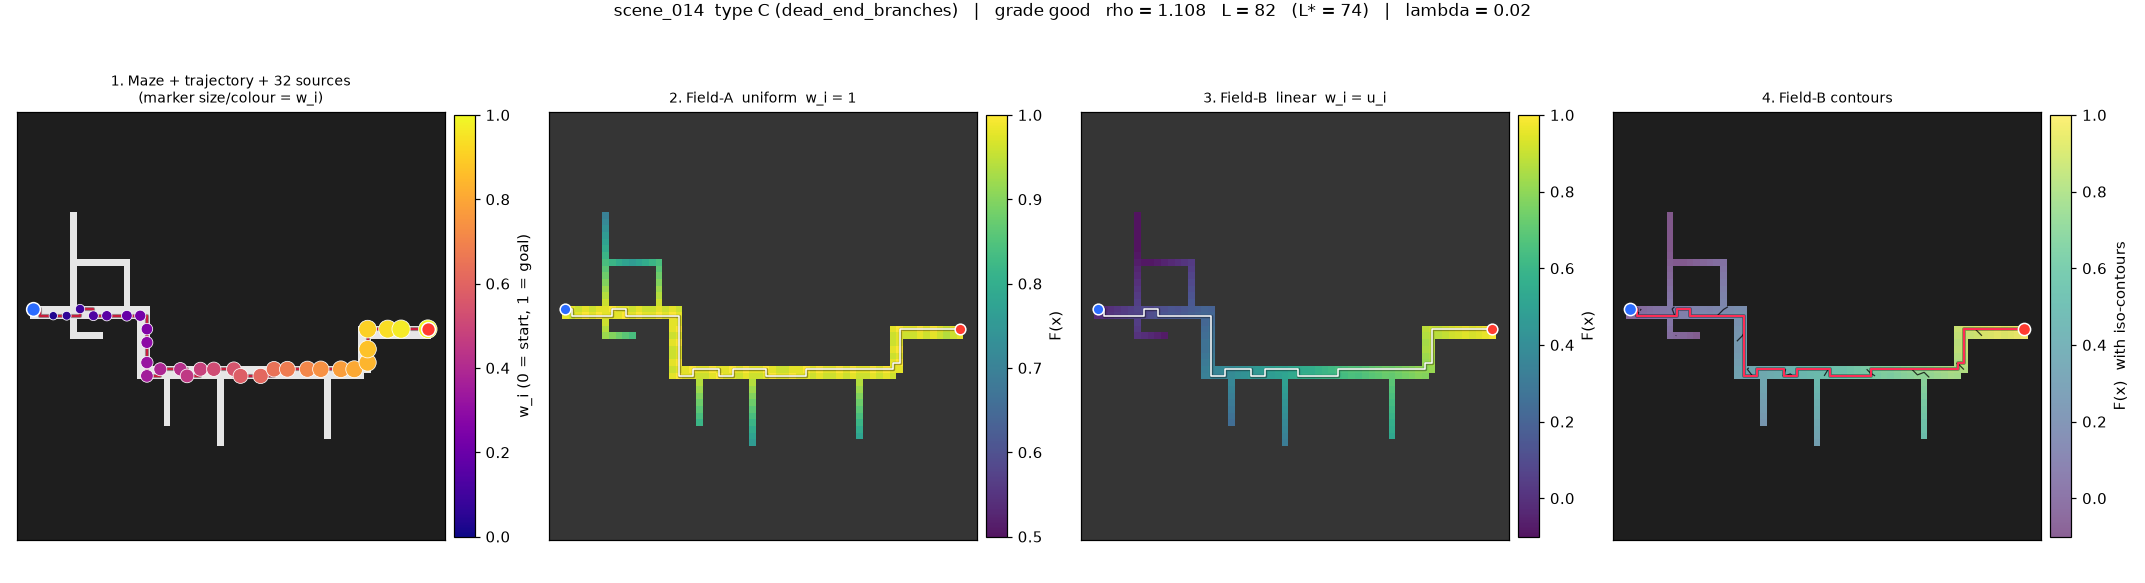 scene_014  type C (dead_end_branches)   |   grade good   rho = 1.108   L = 82   (L* = 74)   |   lambda = 0.02
1. Maze + trajectory + 32 sources
(marker size/colour = w_i)
1.0
0.8
0.6
0.4
0.2
0.0
w_i (0 = start, 1 = goal)
2. Field-A  uniform  w_i = 1
1.0
0.9
0.8
0.7
0.6
0.5
F(x)
3. Field-B  linear  w_i = u_i
1.0
0.8
0.6
0.4
0.2
0.0
F(x)
4. Field-B contours
1.0
0.8
0.6
0.4
0.2
0.0
F(x)  with iso-contours